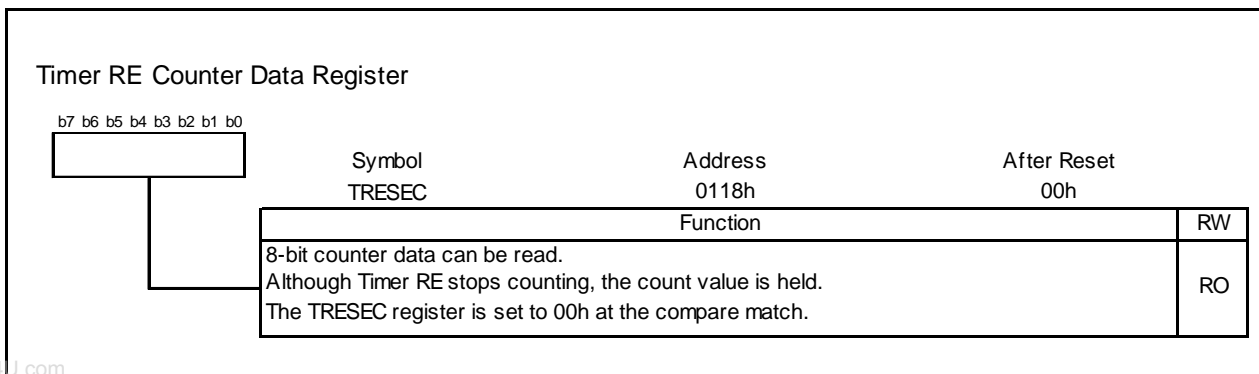 Timer RE Counter Data Register
b7 b6 b5 b4 b3 b2 b1 b0
Symbol Address After Reset
TRESEC 0118h 00h
Function RW
8-bit counter data can be read.
Although Timer RE stops counting, the count value is held.
RO
The TRESEC register is set to 00h at the compare match.
U.com